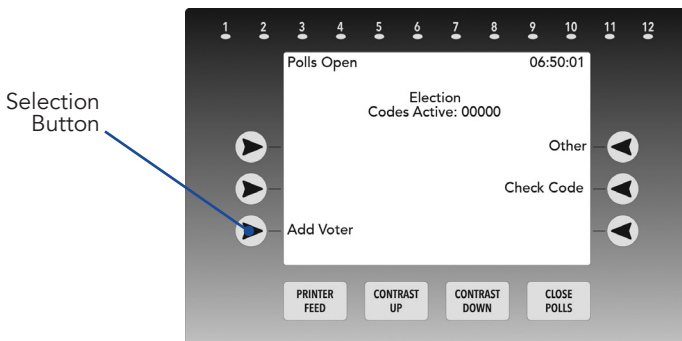 1 2 3 4 5 6 7 8 9 10 11 12
Polls Open 06:50:01
Election
Codes Active: 00000
Selection
Button
Other
Check Code
Add Voter
PRINTER
FEED
CONTRAST
UP
CONTRAST
DOWN
CLOSE
POLLS